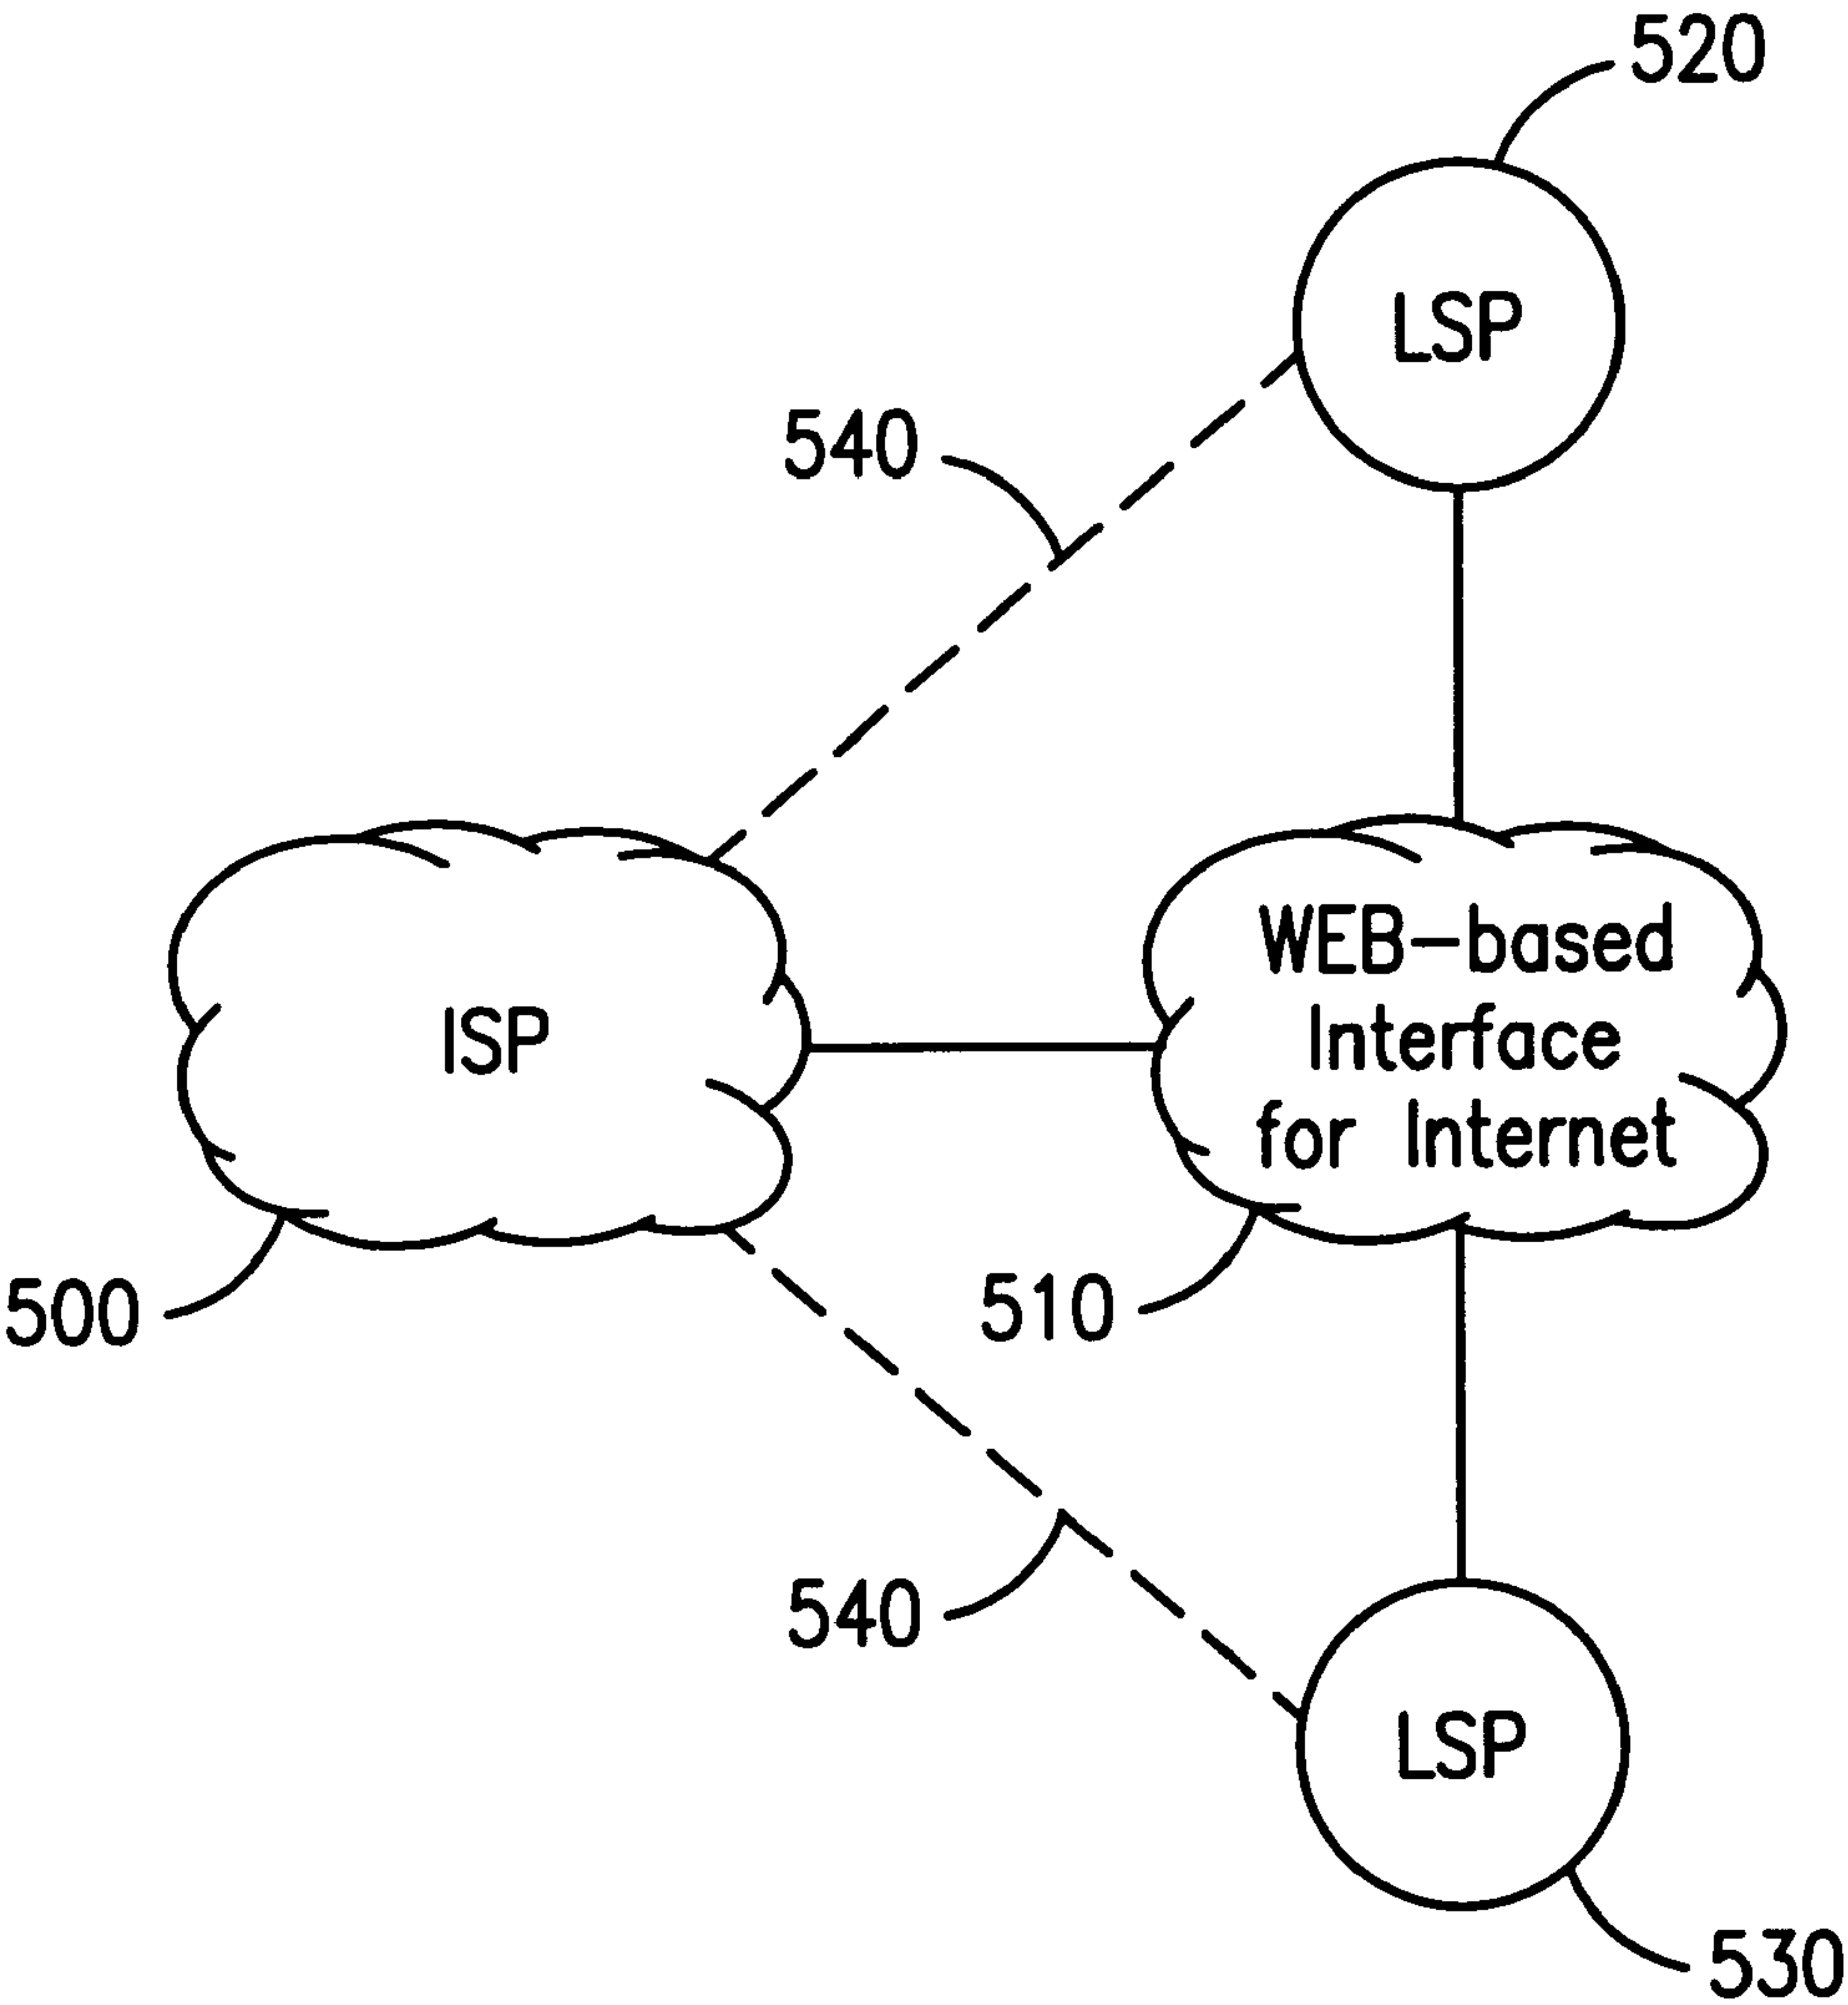 520
LSP
540
ISP
WEB-based
Interface
for Internet
500
510
540
LSP
530